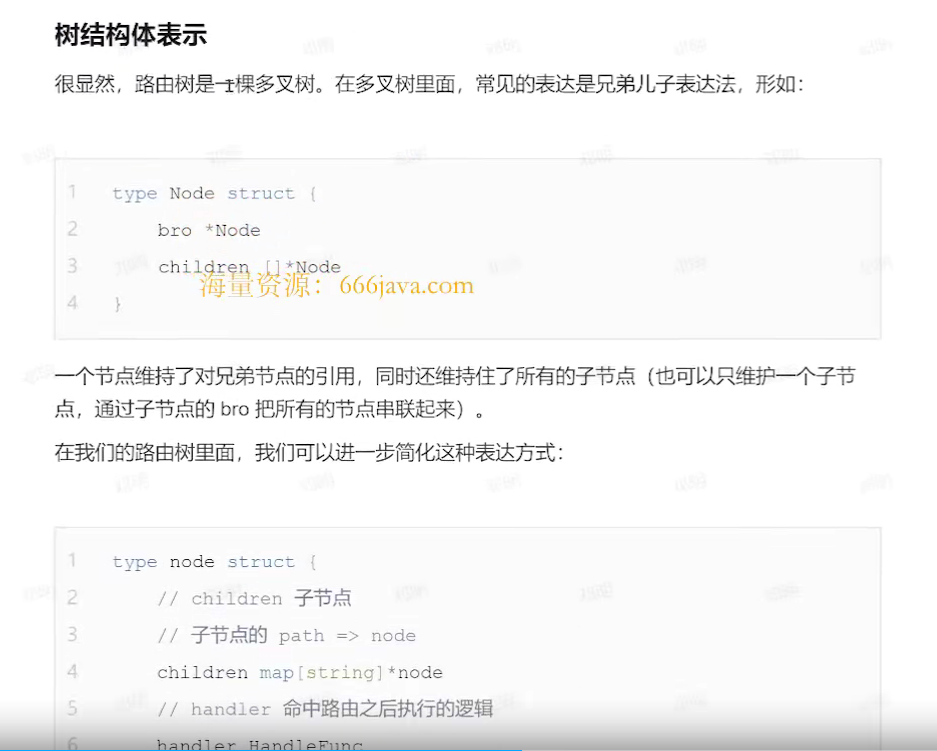 树结构体表示
很显然，路由树是一棵多叉树。在多叉树里面，常见的表达是兄弟儿子表达法，形如：
1 type Node struct {
2 bro *Node
3 children []*Node
海量资源：666java.com
4 }
一个节点维持了对兄弟节点的引用，同时还维持住了所有的子节点（也可以只维护一个子节
点，通过子节点的 bro 把所有的节点串联起来）。
在我们的路由树里面，我们可以进一步简化这种表达方式：
1 type node struct {
2 // children 子节点
3 // 子节点的 path => node
4 children map[string]*node
5 // handler 命中路由之后执行的逻辑
6 handler HandleFunc